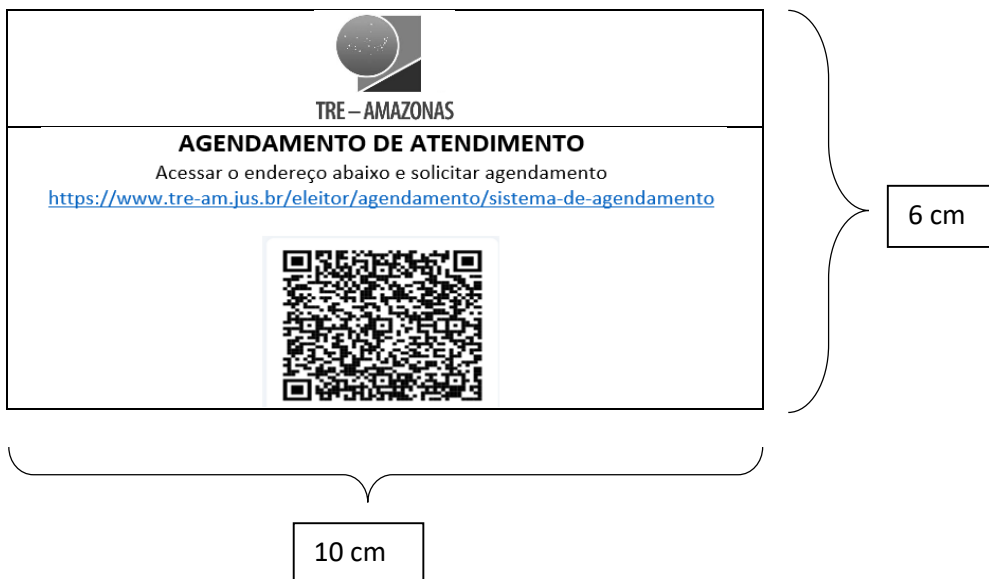 TRE – AMAZONAS
AGENDAMENTO DE ATENDIMENTO
Acessar o endereço abaixo e solicitar agendamento
https://www.tre-am.jus.br/eleitor/agendamento/sistema-de-agendamento
6 cm
10 cm